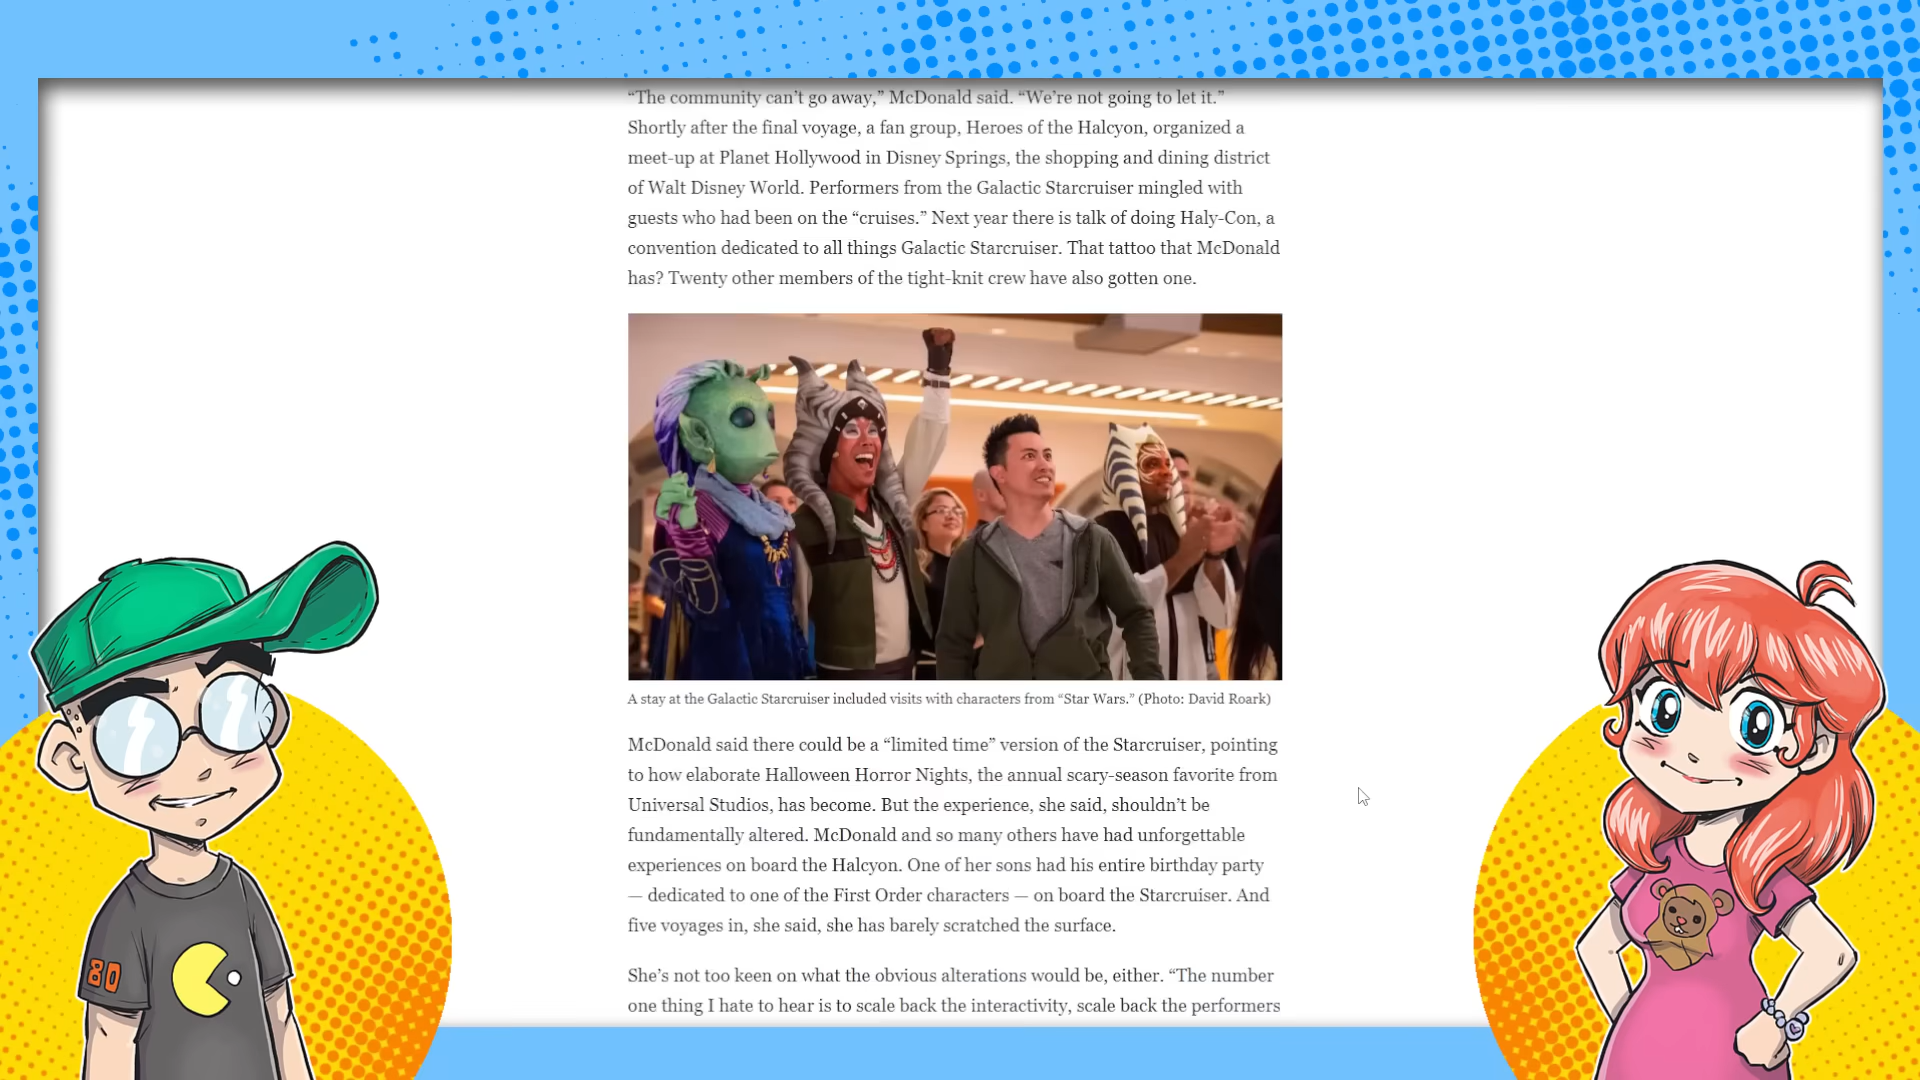 “The community can’t go away,” McDonald said. “We’re not going to let it.”
Shortly after the final voyage, a fan group, Heroes of the Halcyon, organized a
meet-up at Planet Hollywood in Disney Springs, the shopping and dining district
of Walt Disney World. Performers from the Galactic Starcruiser mingled with
guests who had been on the “cruises.” Next year there is talk of doing Haly-Con, a
convention dedicated to all things Galactic Starcruiser. That tattoo that McDonald
has? Twenty other members of the tight-knit crew have also gotten one.
A stay at the Galactic Starcruiser included visits with characters from “Star Wars.” (Photo: David Roark)
McDonald said there could be a “limited time” version of the Starcruiser, pointing
to how elaborate Halloween Horror Nights, the annual scary-season favorite from
Universal Studios, has become. But the experience, she said, shouldn’t be
fundamentally altered. McDonald and so many others have had unforgettable
experiences on board the Halcyon. One of her sons had his entire birthday party
— dedicated to one of the First Order characters — on board the Starcruiser. And
five voyages in, she said, she has barely scratched the surface.
She’s not too keen on what the obvious alterations would be, either. “The number
one thing I hate to hear is to scale back the interactivity, scale back the performers
80